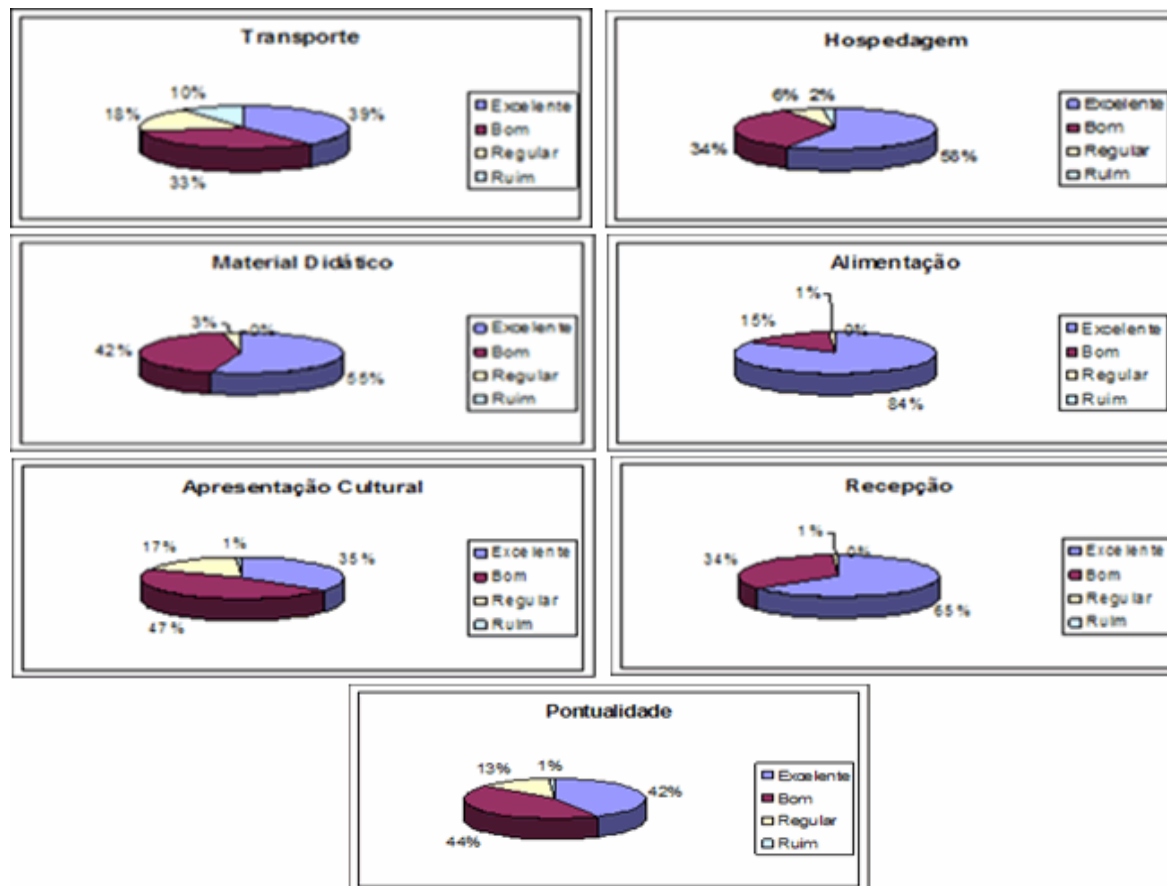 Transporte
10%
18%
39%
33%
Excelente
Bom
Regular
Ruim
Hospedagem
6% 2%
34%
58%
Excelente
Bom
Regular
Ruim
Material Didático
3%
0%
42%
55%
Excelente
Bom
Regular
Ruim
Alimentação
1%
15%
0%
84%
Excelente
Bom
Regular
Ruim
Apresentação Cultural
17%
1%
35%
47%
Excelente
Bom
Regular
Ruim
Recepção
1%
0%
34%
65%
Excelente
Bom
Regular
Ruim
Pontualidade
13%
1%
42%
44%
Excelente
Bom
Regular
Ruim